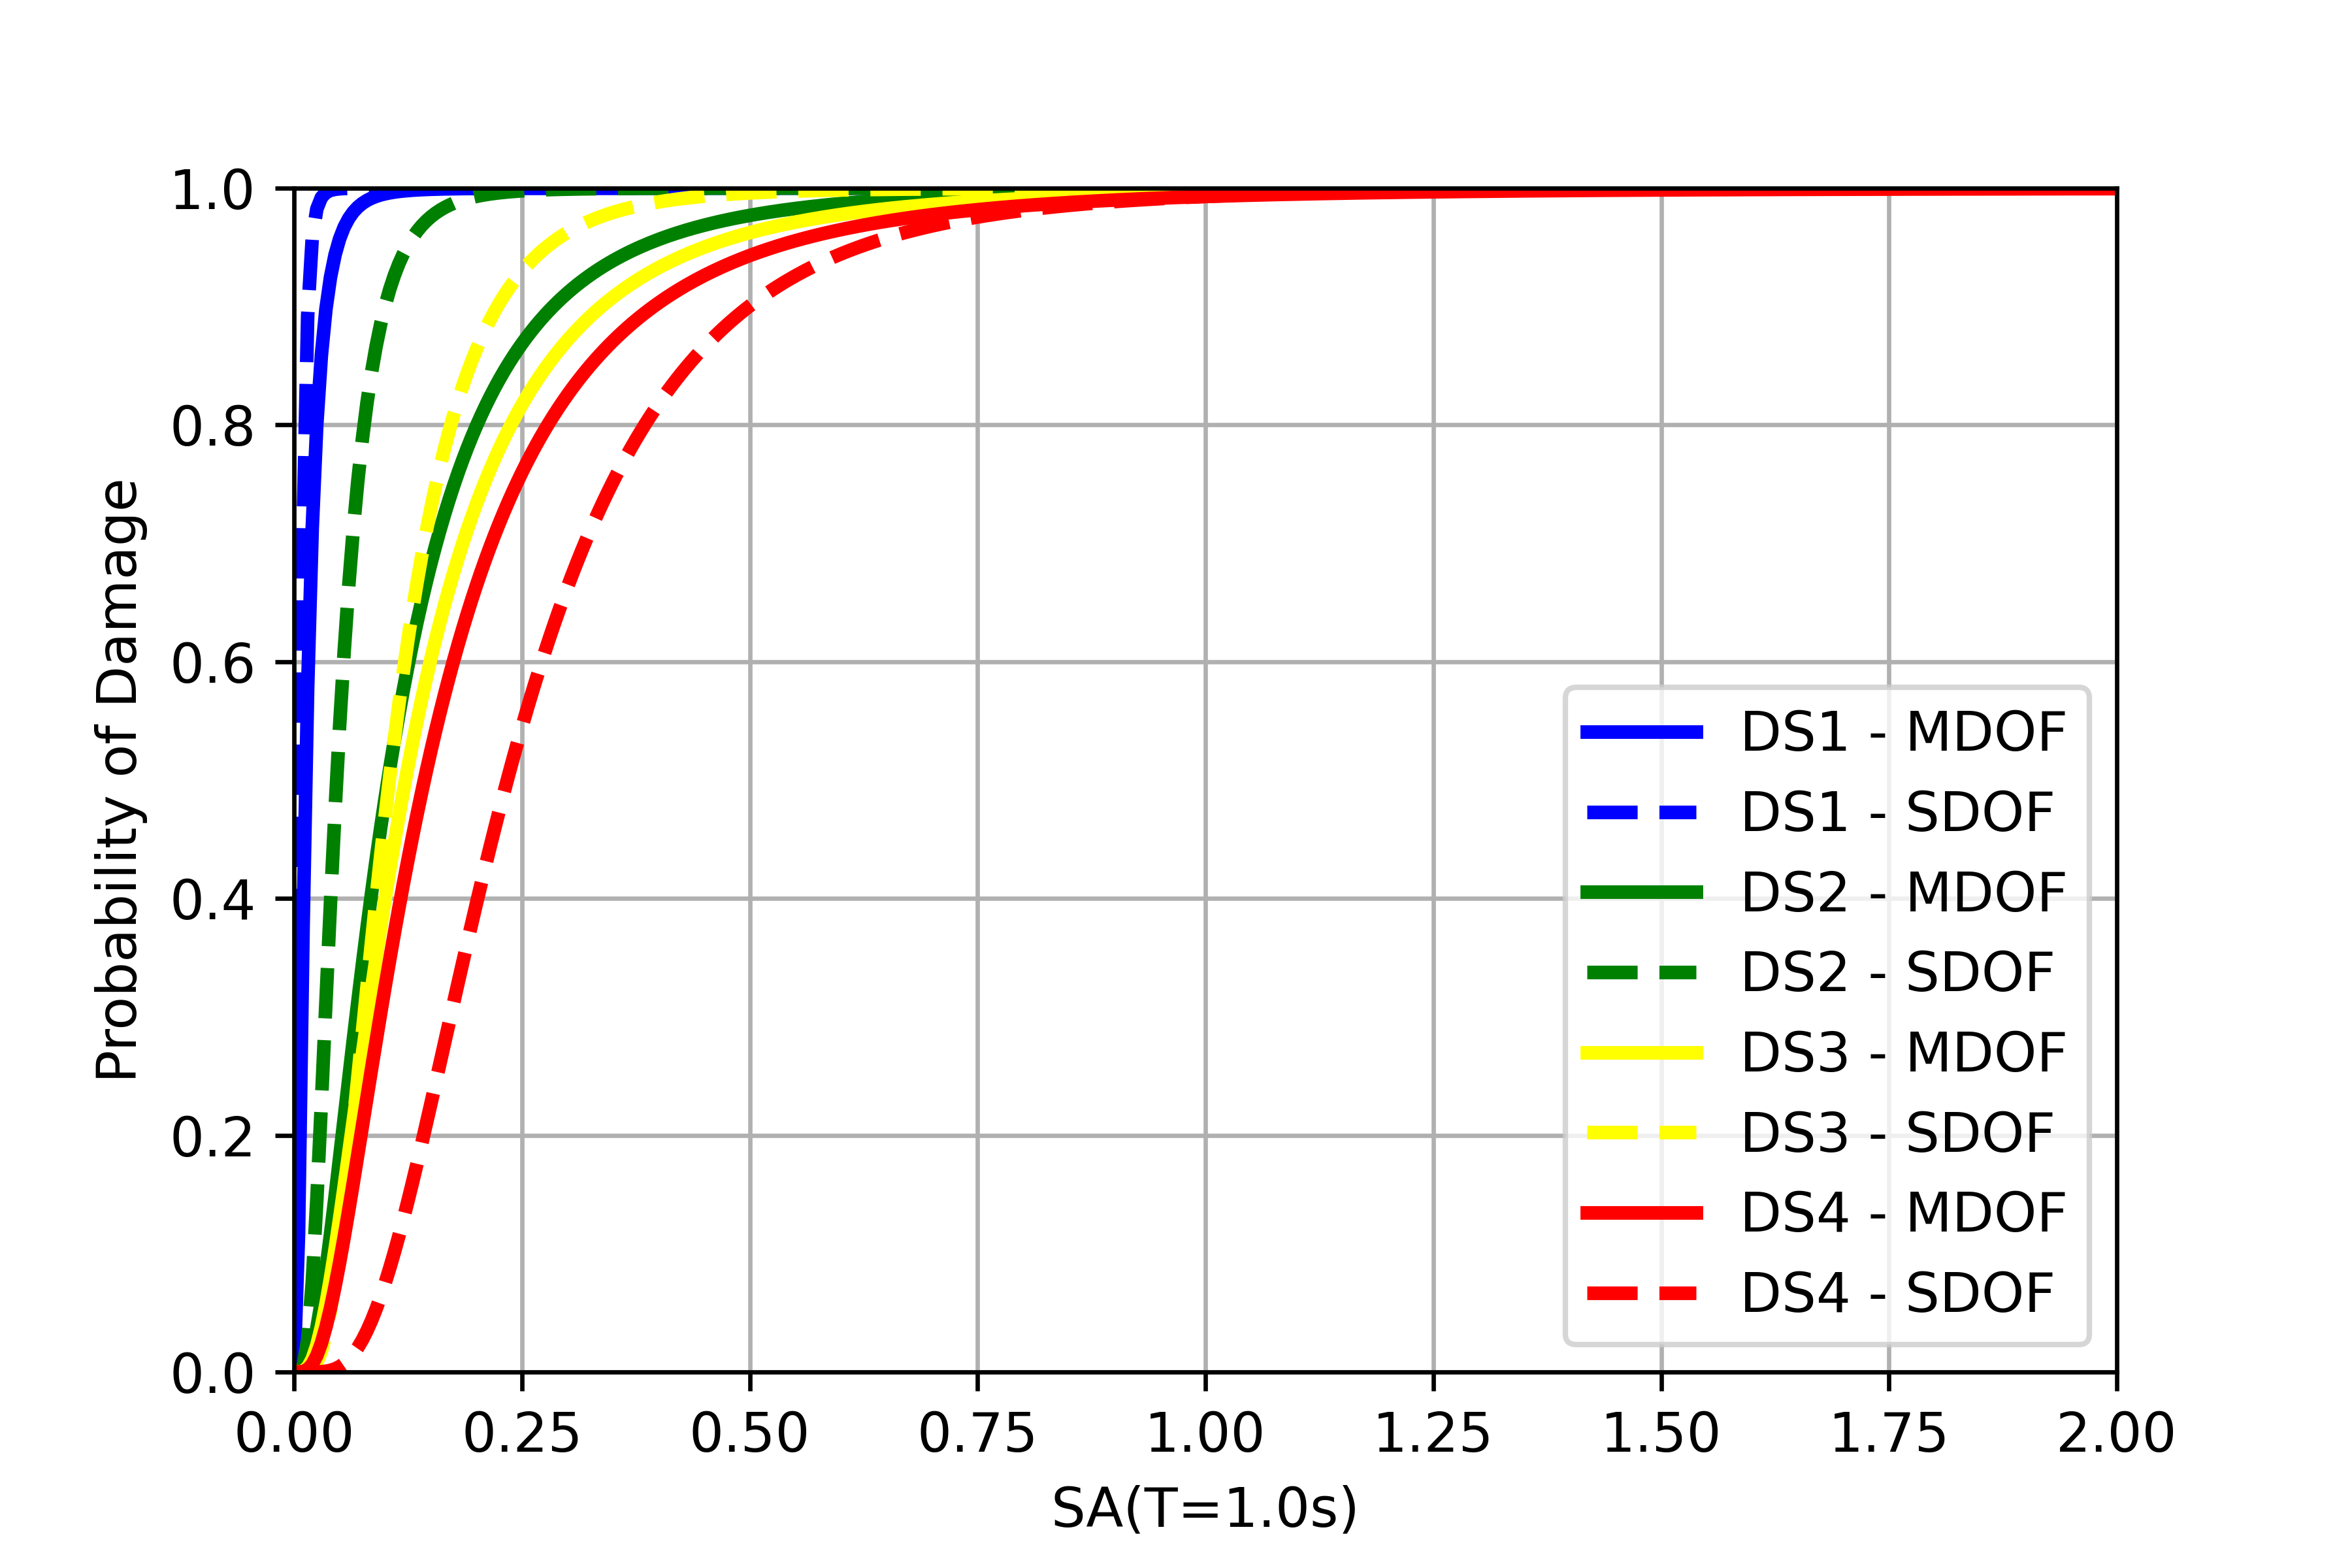 1.0
0.8
0.6
0.4
0.2
0.0
Probability of Damage
0.00 0.25 0.50 0.75 1.00 1.25 1.50 1.75 2.00
SA(T=1.0s)
DS1 - MDOF
DS1 - SDOF
DS2 - MDOF
DS2 - SDOF
DS3 - MDOF
DS3 - SDOF
DS4 - MDOF
DS4 - SDOF